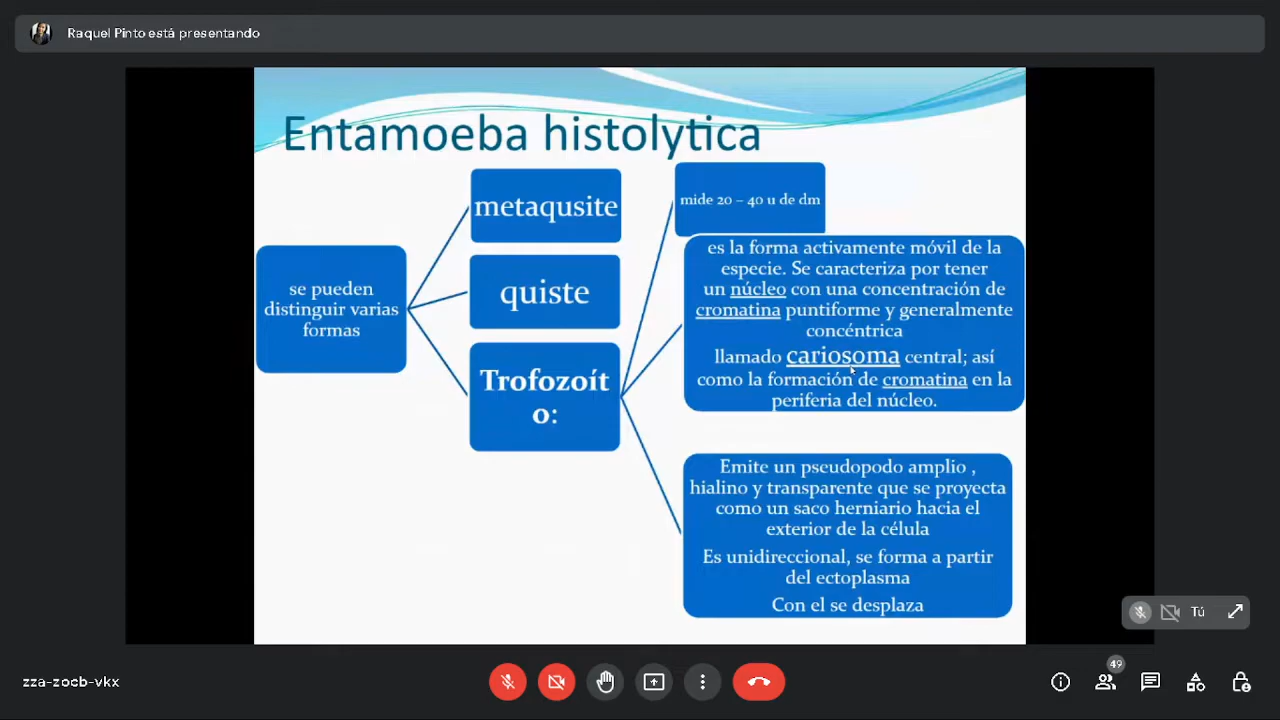 Raquel Pinto está presentando
Entamoeba histolytica
se pueden
distinguir varias
formas
metaqusite
quiste
Trofozoít
o:
mide 20 – 40 u de dm
es la forma activamente móvil de la
especie. Se caracteriza por tener
un núcleo con una concentración de
cromatina puntiforme y generalmente
concéntrica
llamado cariosoma central; así
como la formación de cromatina en la
periferia del núcleo.
Emite un pseudopodo amplio ,
hialino y transparente que se proyecta
como un saco herniario hacia el
exterior de la célula
Es unidireccional, se forma a partir
del ectoplasma
Con el se desplaza
Tú
zza-zocb-vkx
49